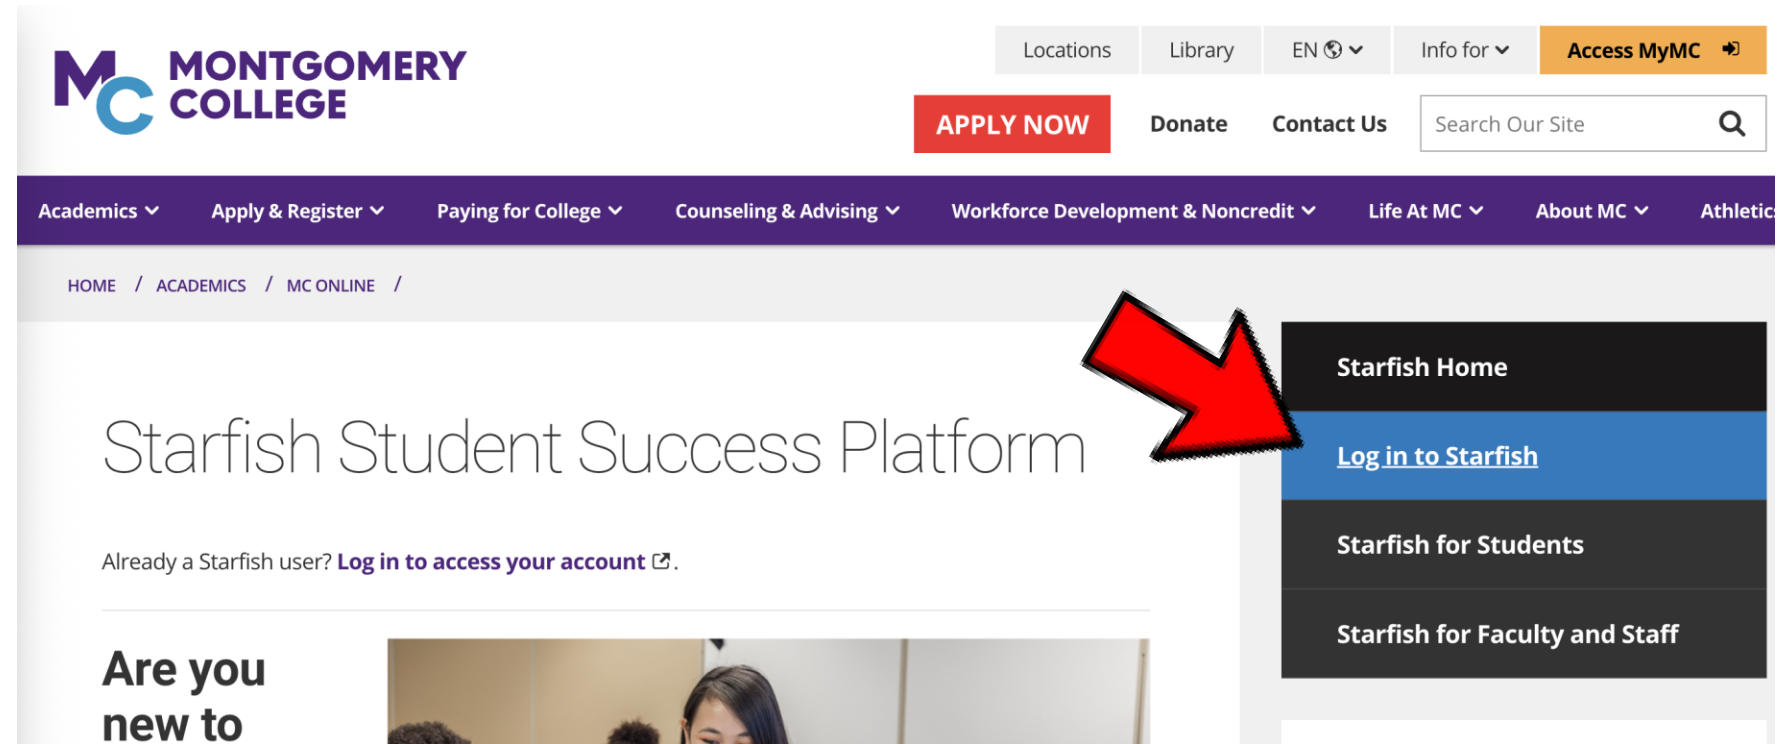 MC MONTGOMERY
COLLEGE
Locations Library EN Info for Access MyMC
APPLY NOW Donate Contact Us Search Our Site
Academics Apply & Register Paying for College Counseling & Advising Workforce Development & Noncredit Life At MC About MC Athletics
HOME / ACADEMICS / MC ONLINE /
Starfish Student Success Platform
Already a Starfish user? Log in to access your account .
Are you
new to
Starfish Home
Log in to Starfish
Starfish for Students
Starfish for Faculty and Staff